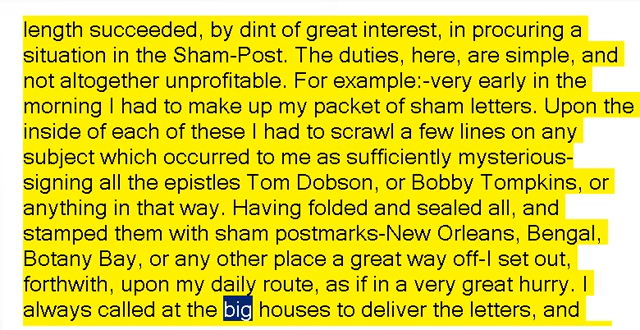 length succeeded, by dint of great interest, in procuring a
situation in the Sham-Post. The duties, here, are simple, and
not altogether unprofitable. For example:-very early in the
morning I had to make up my packet of sham letters. Upon the
inside of each of these I had to scrawl a few lines on any
subject which occurred to me as sufficiently mysterious-
signing all the epistles Tom Dobson, or Bobby Tompkins, or
anything in that way. Having folded and sealed all, and
stamped them with sham postmarks-New Orleans, Bengal,
Botany Bay, or any other place a great way off-I set out,
forthwith, upon my daily route, as if in a very great hurry. I
always called at the big houses to deliver the letters, and